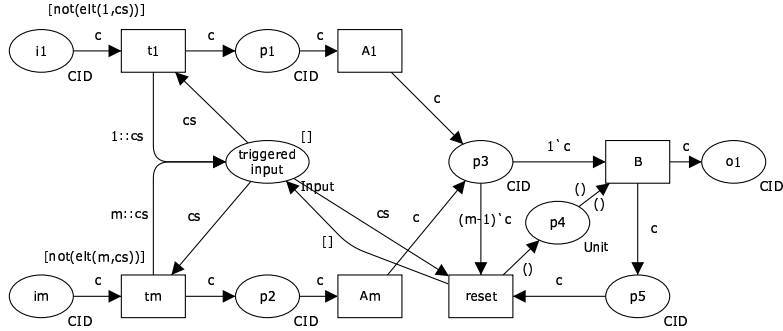 [not(elt(1,cs))]
i1
c
t1
c
p1
c
A1
CID
CID
c
cs
1::cs
[]
triggered
input
Input
p3
CID
1`c
B
c
o1
CID
()
()
m::cs
cs
cs
c
(m-1)`c
p4
Unit
c
[]
[not(elt(m,cs))]
()
im
c
tm
c
p2
c
Am
reset
c
p5
CID
CID
CID